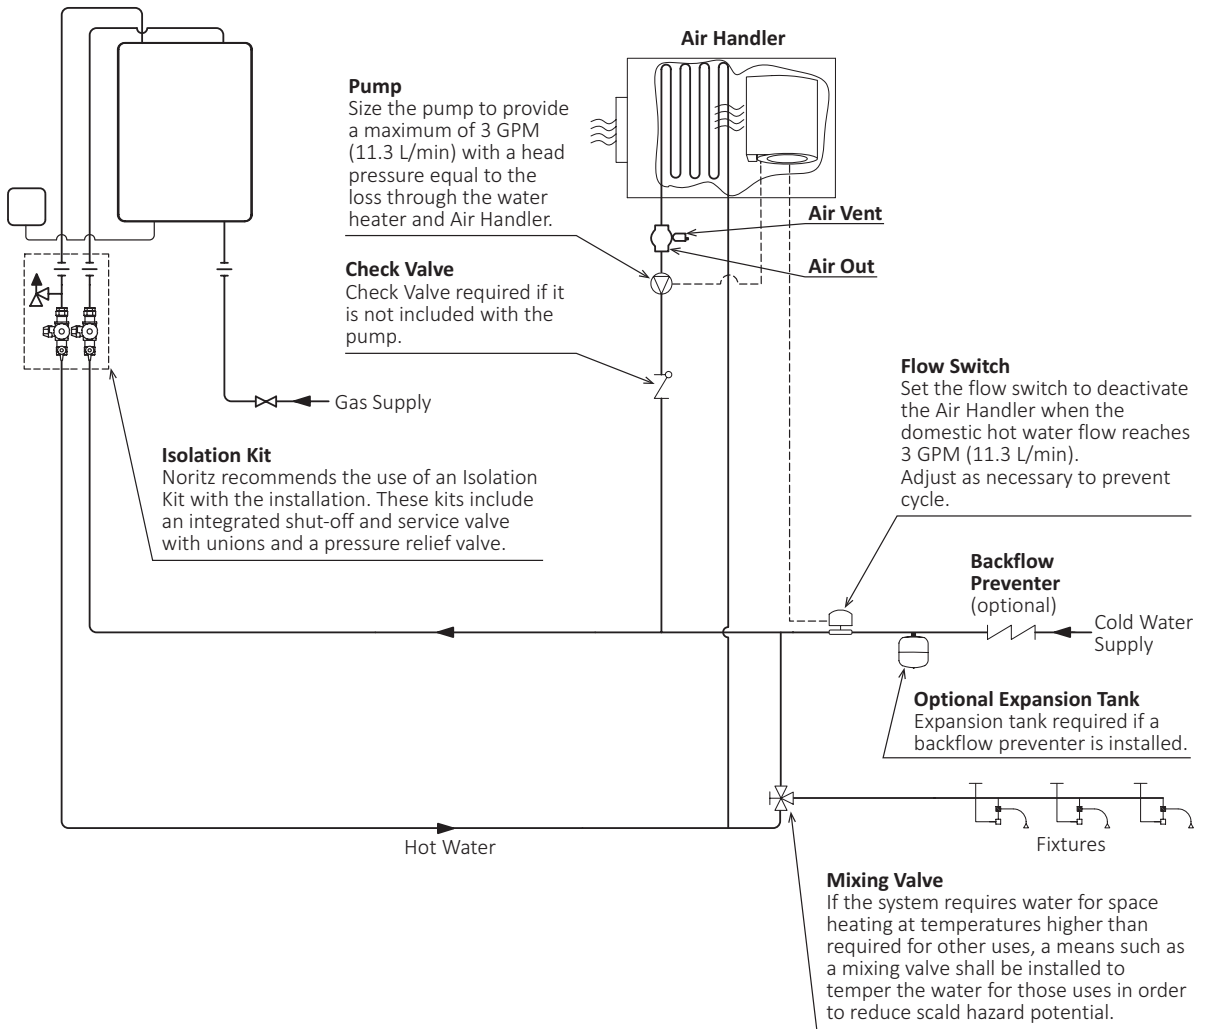 Air Handler
Pump
Size the pump to provide
a maximum of 3 GPM
(11.3 L/min) with a head
pressure equal to the
loss through the water
heater and Air Handler.
Air Vent
Air Out
Check Valve
Check Valve required if it
is not included with the
pump.
Gas Supply
Flow Switch
Set the flow switch to deactivate
the Air Handler when the
domestic hot water flow reaches
3 GPM (11.3 L/min).
Adjust as necessary to prevent
cycle.
Isolation Kit
Noritz recommends the use of an Isolation
Kit with the installation. These kits include
an integrated shut-off and service valve
with unions and a pressure relief valve.
Backflow
Preventer
(optional)
Cold Water
Supply
Optional Expansion Tank
Expansion tank required if a
backflow preventer is installed.
Hot Water
Fixtures
Mixing Valve
If the system requires water for space
heating at temperatures higher than
required for other uses, a means such as
a mixing valve shall be installed to
temper the water for those uses in order
to reduce scald hazard potential.